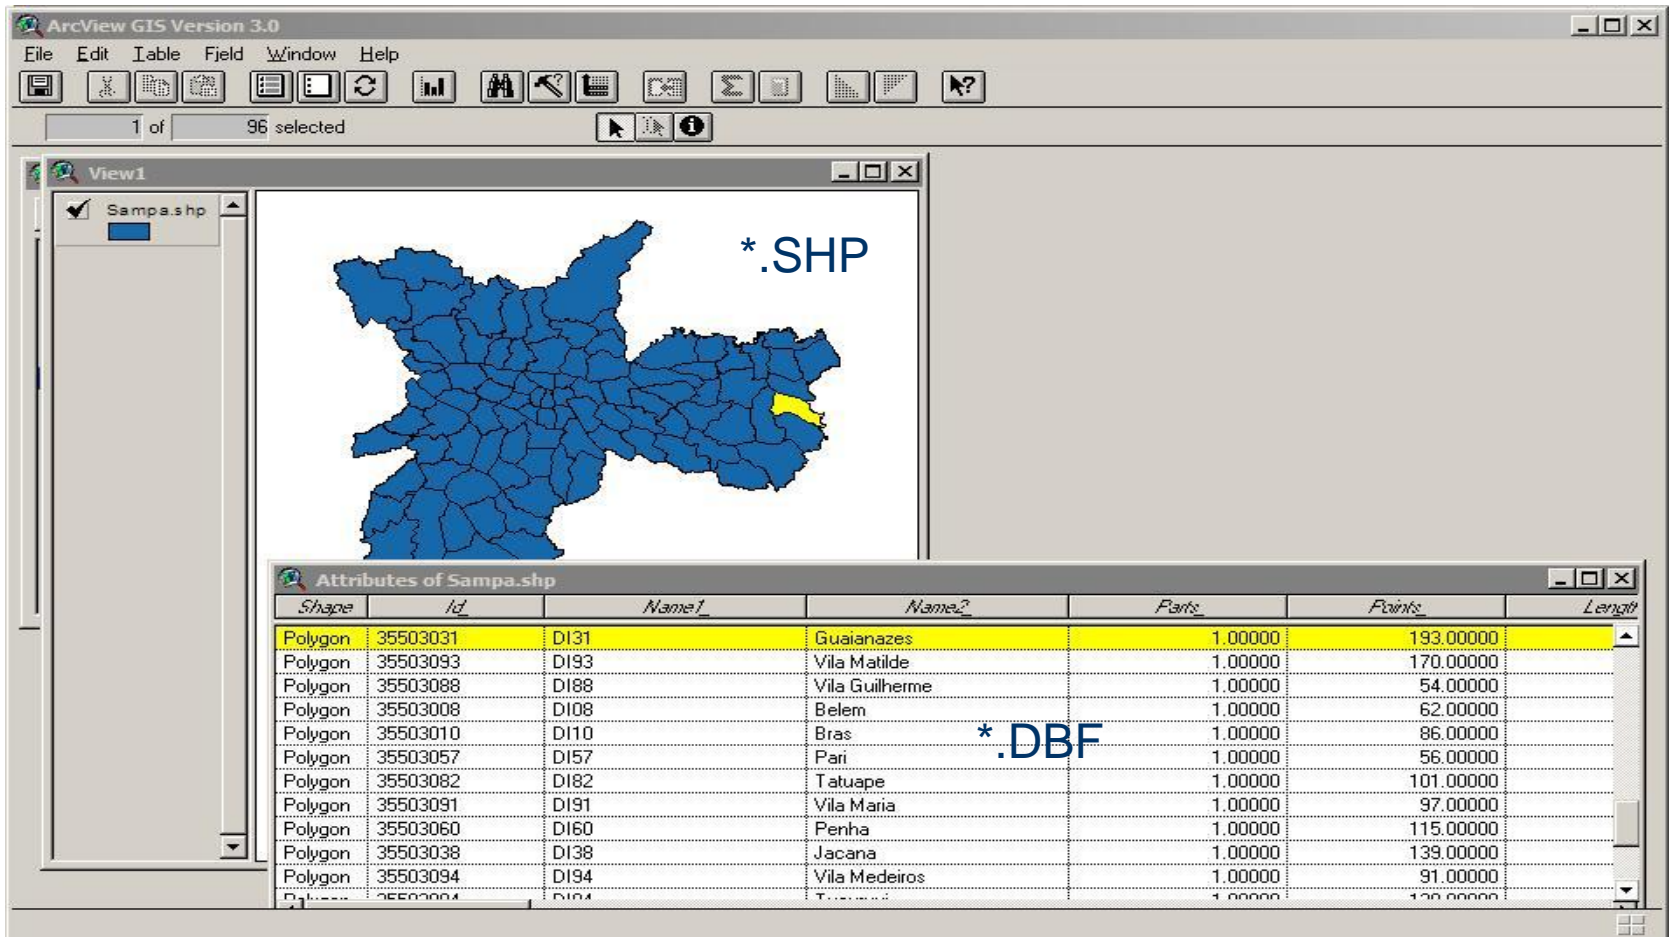 ArcView GIS Version 3.0
File Edit Table Field Window Help
1 of 96 selected
View1
Sampa.shp
*.SHP
Attributes of Sampa.shp
Shape Id_ Name1_ Name2_ Parts_ Points_
Polygon 35503031 DI31 Guaianazes 1.00000 193.00000
Polygon 35503093 DI93 Vila Matilde 1.00000 170.00000
Polygon 35503088 DI88 Vila Guilherme 1.00000 54.00000
Polygon 35503008 DI08 Belem 1.00000 62.00000
Polygon 35503010 DI10 Bras 1.00000 86.00000
*.DBF
Polygon 35503057 DI57 Pari 1.00000 56.00000
Polygon 35503082 DI82 Tatuape 1.00000 101.00000
Polygon 35503091 DI91 Vila Maria 1.00000 97.00000
Polygon 35503060 DI60 Penha 1.00000 115.00000
Polygon 35503038 DI38 Jacana 1.00000 139.00000
Polygon 35503094 DI94 Vila Medeiros 1.00000 91.00000